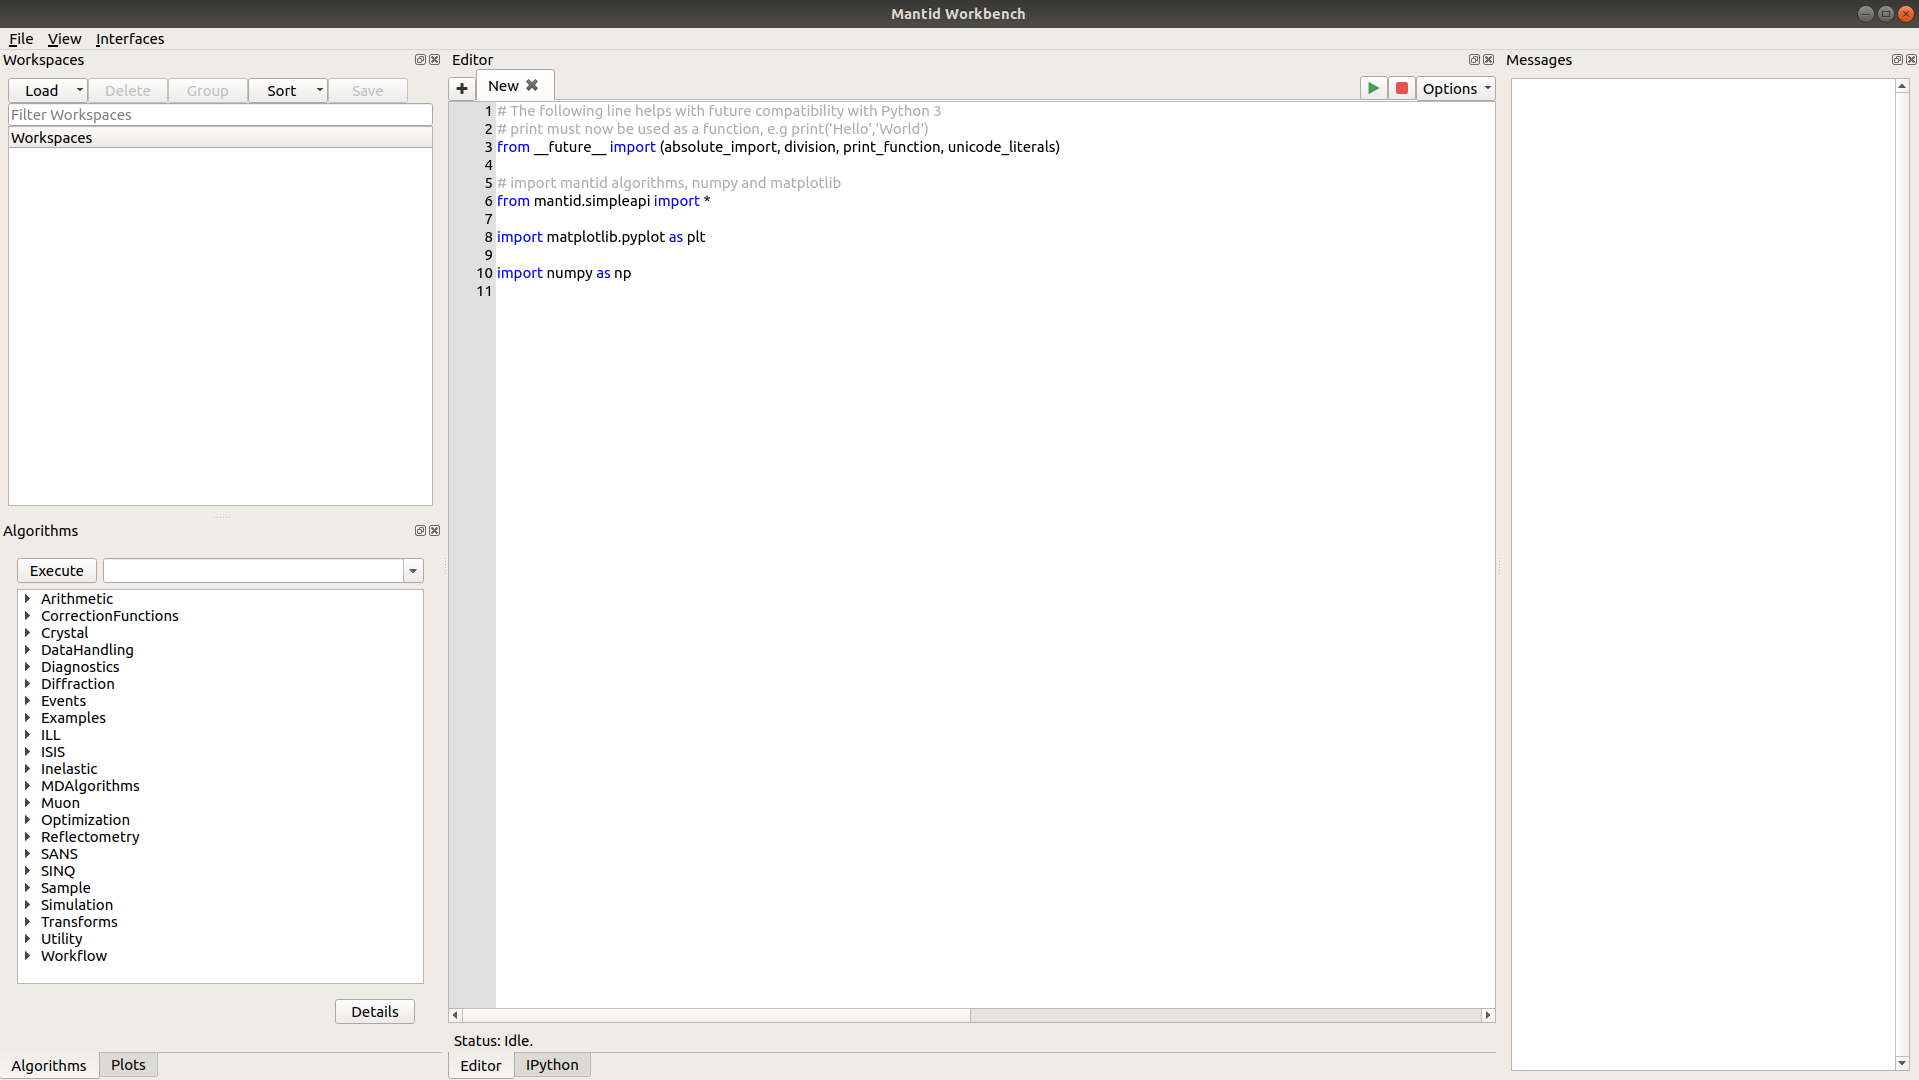 Mantid Workbench
File View Interfaces
Workspaces
Load Delete Group Sort Save
Filter Workspaces
Workspaces
Algorithms
Execute
Arithmetic
CorrectionFunctions
Crystal
DataHandling
Diagnostics
Diffraction
Events
Examples
ILL
ISIS
Inelastic
MDAlgorithms
Muon
Optimization
Reflectometry
SANS
SINQ
Sample
Simulation
Transforms
Utility
Workflow
Details
Algorithms Plots
Editor
New
Options
1 # The following line helps with future compatibility with Python 3
2 # print must now be used as a function, e.g print('Hello','World')
3 from __future__ import (absolute_import, division, print_function, unicode_literals)
4
5 # import mantid algorithms, numpy and matplotlib
6 from mantid.simpleapi import *
7
8 import matplotlib.pyplot as plt
9
10 import numpy as np
11
Status: Idle.
Editor IPython
Messages